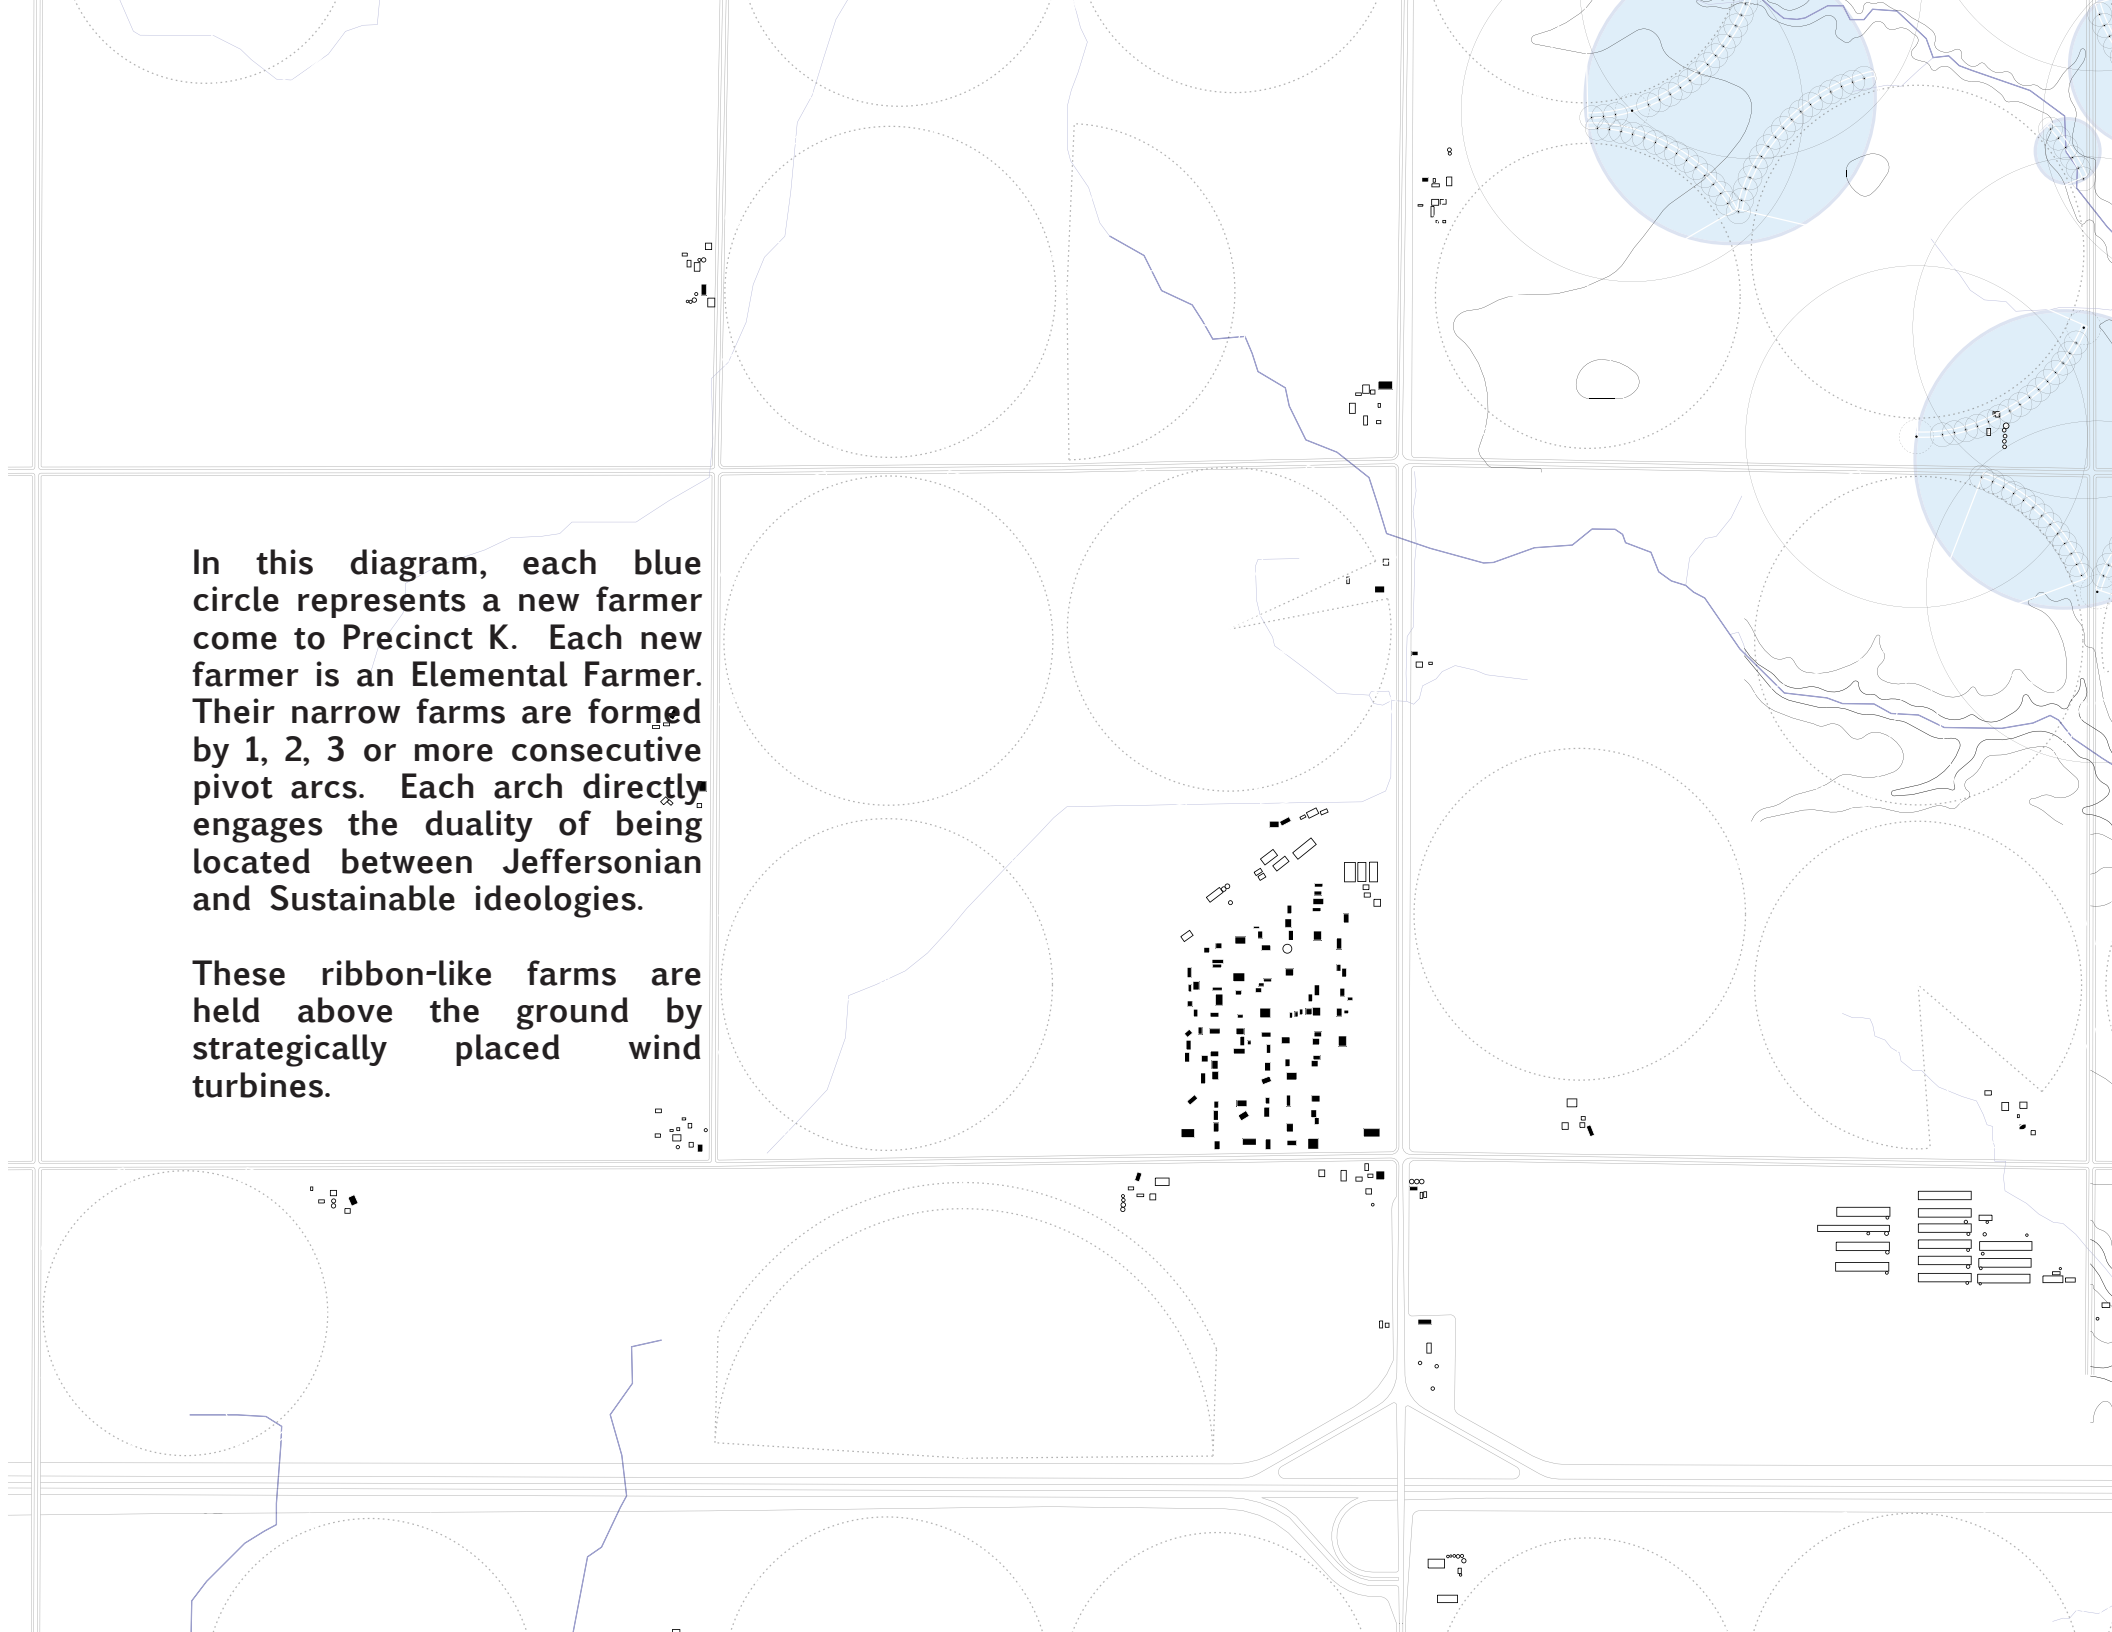 In this diagram, each blue
circle represents a new farmer
come to Precinct K. Each new
farmer is an Elemental Farmer.
Their narrow farms are formed
by 1, 2, 3 or more consecutive
pivot arcs. Each arch directly
engages the duality of being
located between Jeffersonian
and Sustainable ideologies.
These ribbon-like farms are
held above the ground by
strategically placed wind
turbines.